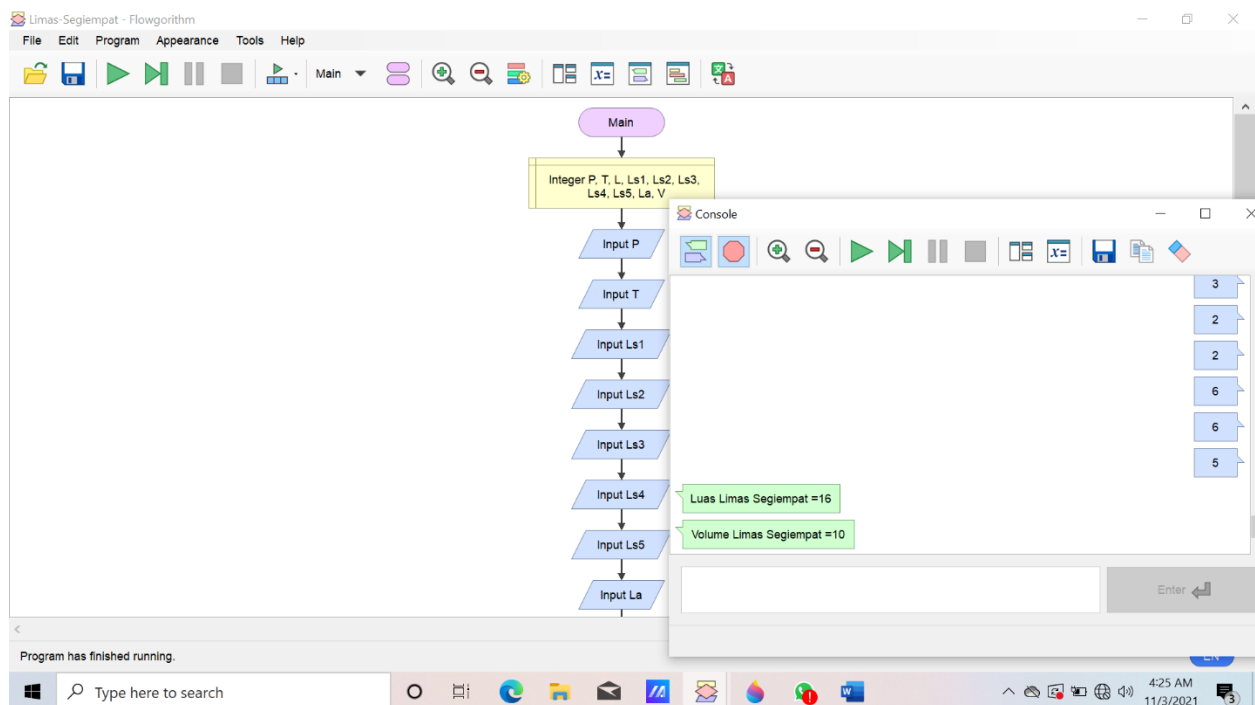 Limas-Segiempat - Flowgorithm
File Edit Program Appearance Tools Help
Main
x=
Main
Integer P, T, L, Ls1, Ls2, Ls3,
Ls4, Ls5, La, V
Input P
Input T
Input Ls1
Input Ls2
Input Ls3
Input Ls4
Input Ls5
Input La
Console
x=
3
2
2
6
6
5
Luas Limas Segiempat =16
Volume Limas Segiempat =10
Enter
Program has finished running.
Type here to search
4:25 AM
11/3/2021
3